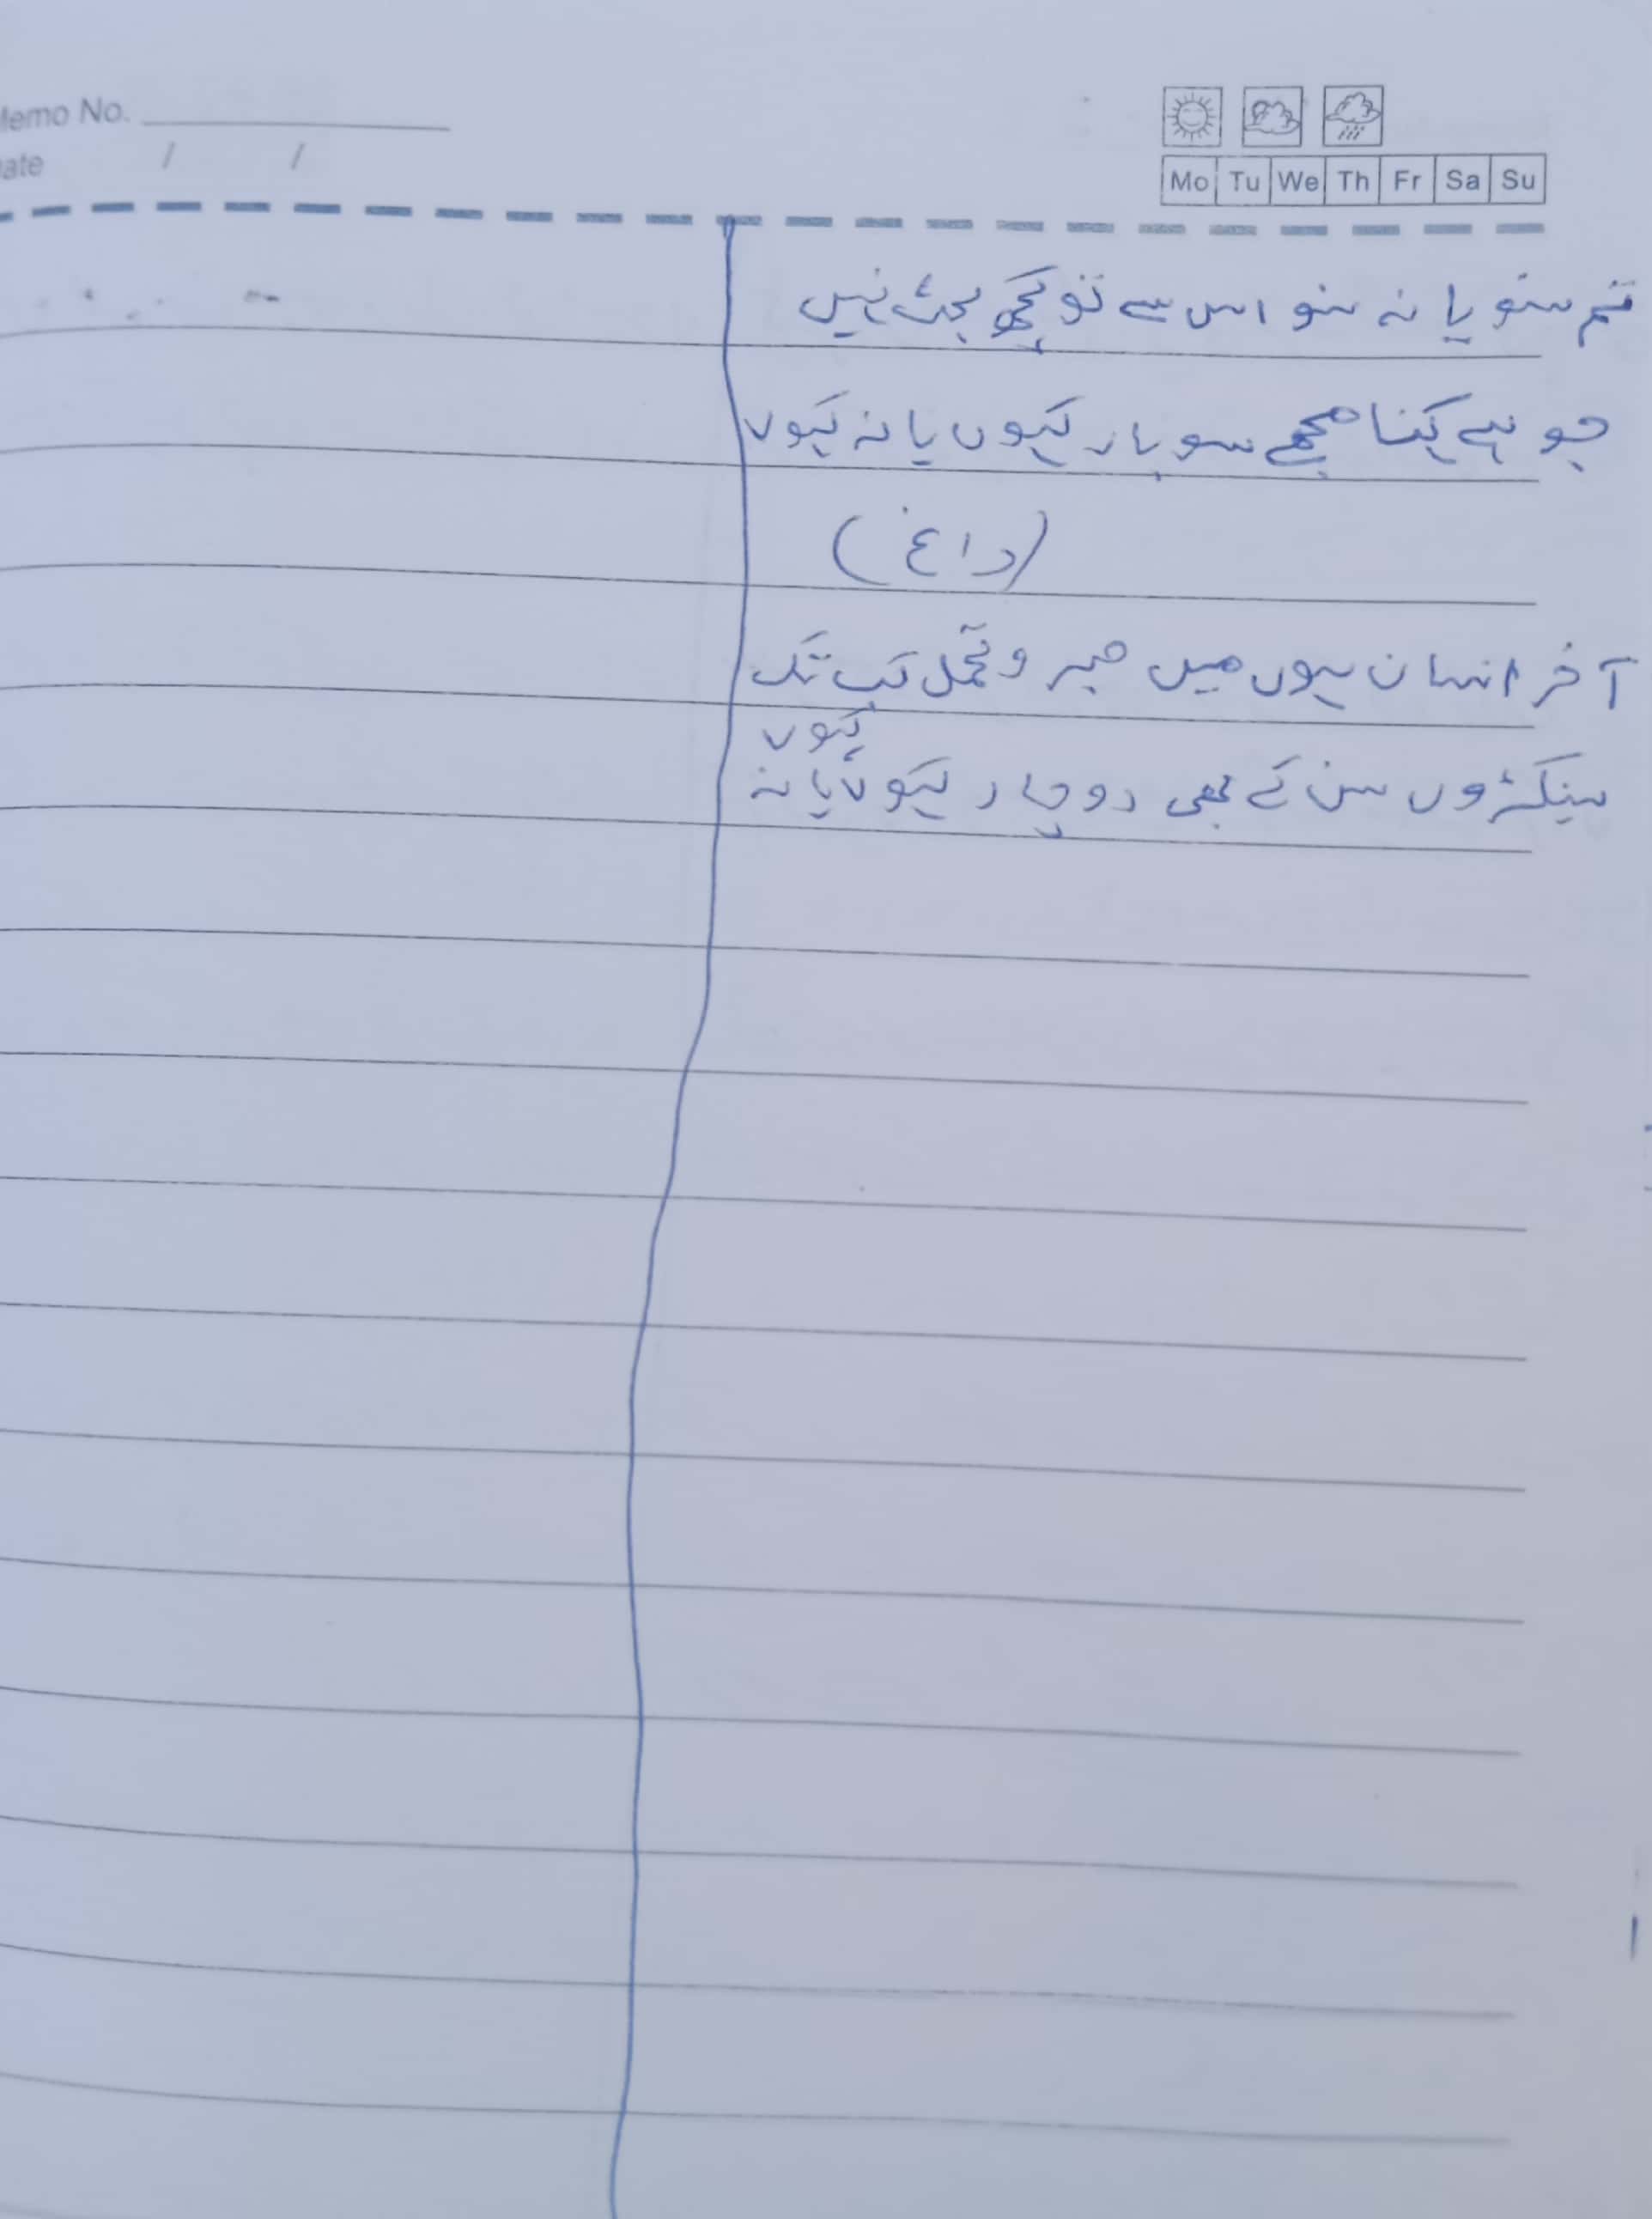 emo No.
ate / /
Mo Tu We Th Fr Sa Su
تم سنو یا نہ سنو اس سے تو کچھ بحث نہیں
جو ہے کہنا مجھے سو بار کہوں یا نہ کہوں
(داغ)
آخر انسان ہوں میں صبر و تحمل کب تک
سینکڑوں سن کے بھی دو چار کہوں یا نہ
کہوں